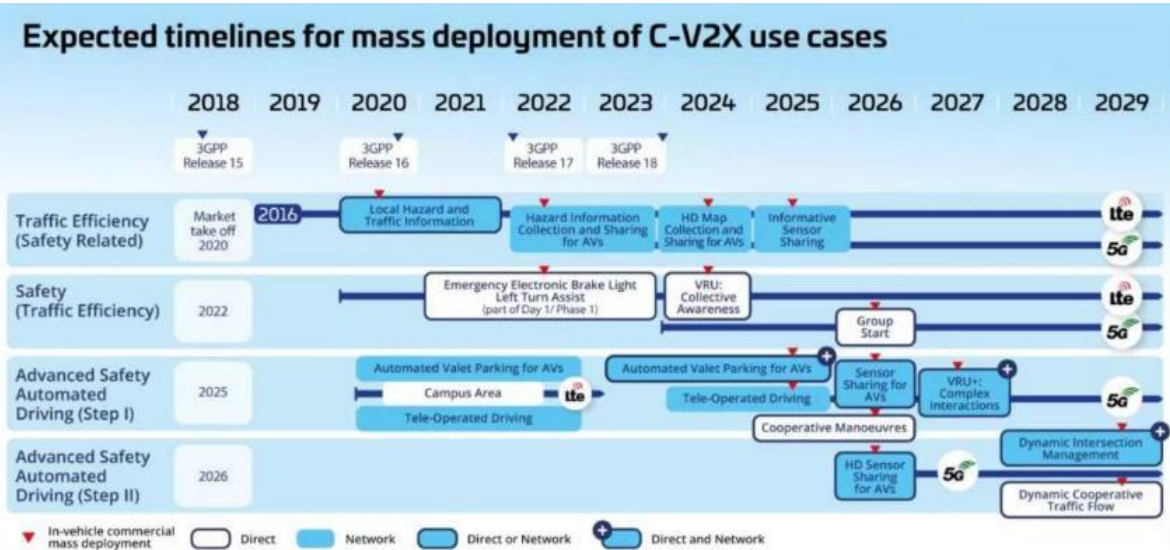 Expected timelines for mass deployment of C-V2X use cases
2018 2019 2020 2021 2022 2023 2024 2025 2026 2027 2028 2029
3GPP
Release 15
3GPP
Release 16
3GPP
Release 17
3GPP
Release 18
Traffic Efficiency
(Safety Related)
Market
take off
2020
2016
Local Hazard and
Traffic Information
Hazard Information
Collection and Sharing
for AVs
HD Map
Collection and
Sharing for AVs
Informative
Sensor
Sharing
lte
5G
Safety
(Traffic Efficiency)
2022
Emergency Electronic Brake Light
Left Turn Assist
(part of Day 1/ Phase 1)
VRU:
Collective
Awareness
Group
Start
lte
5G
Advanced Safety
Automated
Driving (Step I)
2025
Automated Valet Parking for AVs
Campus Area
lte
Tele-Operated Driving
Automated Valet Parking for AVs
Tele-Operated Driving
Cooperative Manoeuvres
Sensor
Sharing for
AVs
VRU+:
Complex
Interactions
5G
Advanced Safety
Automated
Driving (Step II)
2026
HD Sensor
Sharing
for AVs
5G
Dynamic Intersection
Management
Dynamic Cooperative
Traffic Flow
In-vehicle commercial
mass deployment
Direct
Network
Direct or Network
Direct and Network